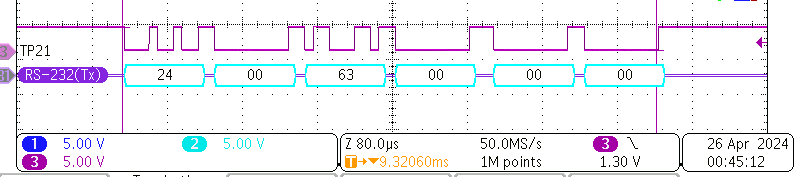 3 TP21
RS-232(Tx) 24 00 63 00 00 00
1 5.00 V 2 5.00 V Z 80.0µs 50.0MS/s 3 26 Apr 2024
3 5.00 V T 9.32060ms 1M points 1.30 V 00:45:12